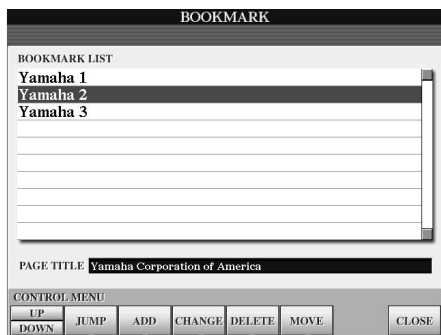 BOOKMARK
BOOKMARK LIST
Yamaha 1
Yamaha 2
Yamaha 3
PAGE TITLE Yamaha Corporation of America
CONTROL MENU
UP
DOWN JUMP ADD CHANGE DELETE MOVE CLOSE